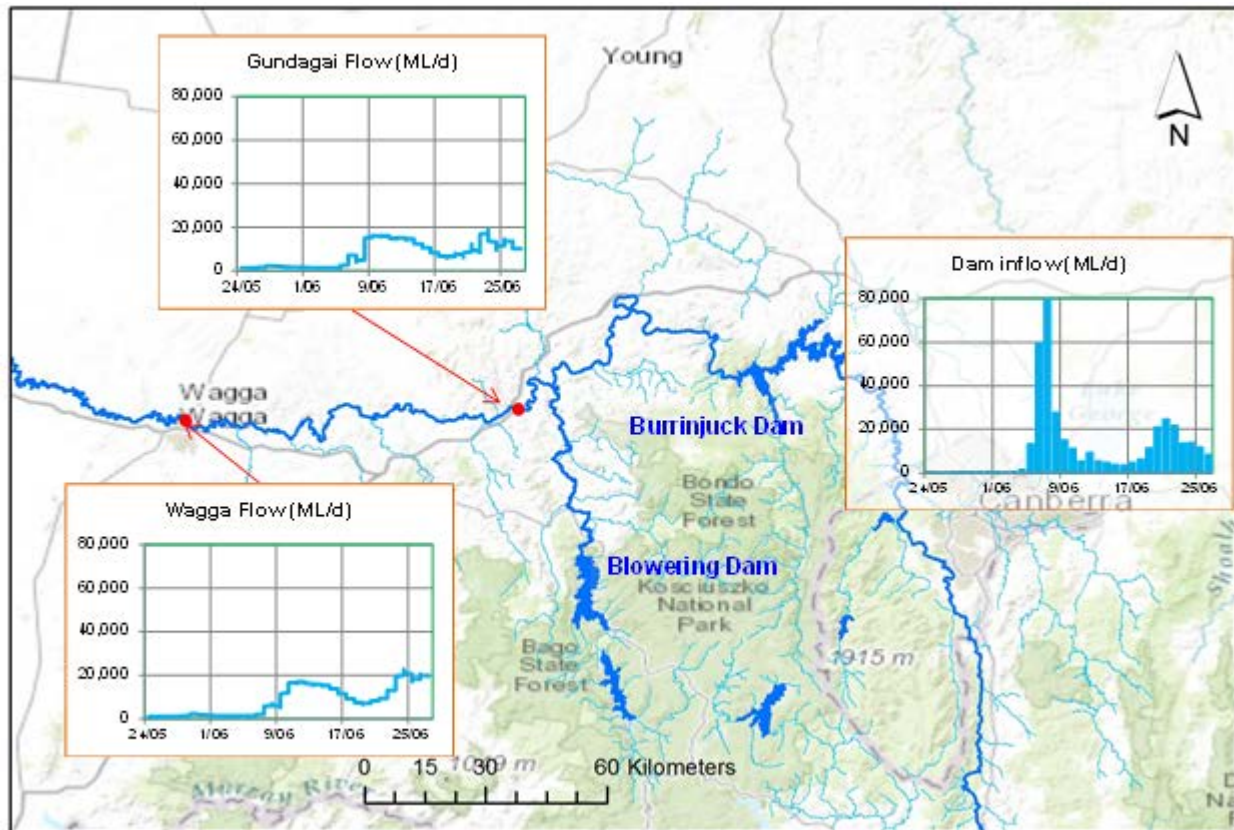 Young
N
Gundagai Flow (ML/d)
80,000
60,000
40,000
20,000
0
24/05 1/06 9/06 17/06 25/06
Dam inflow (ML/d)
80,000
60,000
40,000
20,000
0
24/05 1/06 9/06 17/06 25/06
George
Canberra
Wagga
Wagga
Burrinjuck Dam
Bondo
State
Forest
Blowering Dam
Kosciuszko
National
Park
Bago
State
Forest
1915 m
Wagga Flow (ML/d)
80,000
60,000
40,000
20,000
0
24/05 1/06 9/06 17/06 25/06
0 15 30 60 Kilometers
Murray River